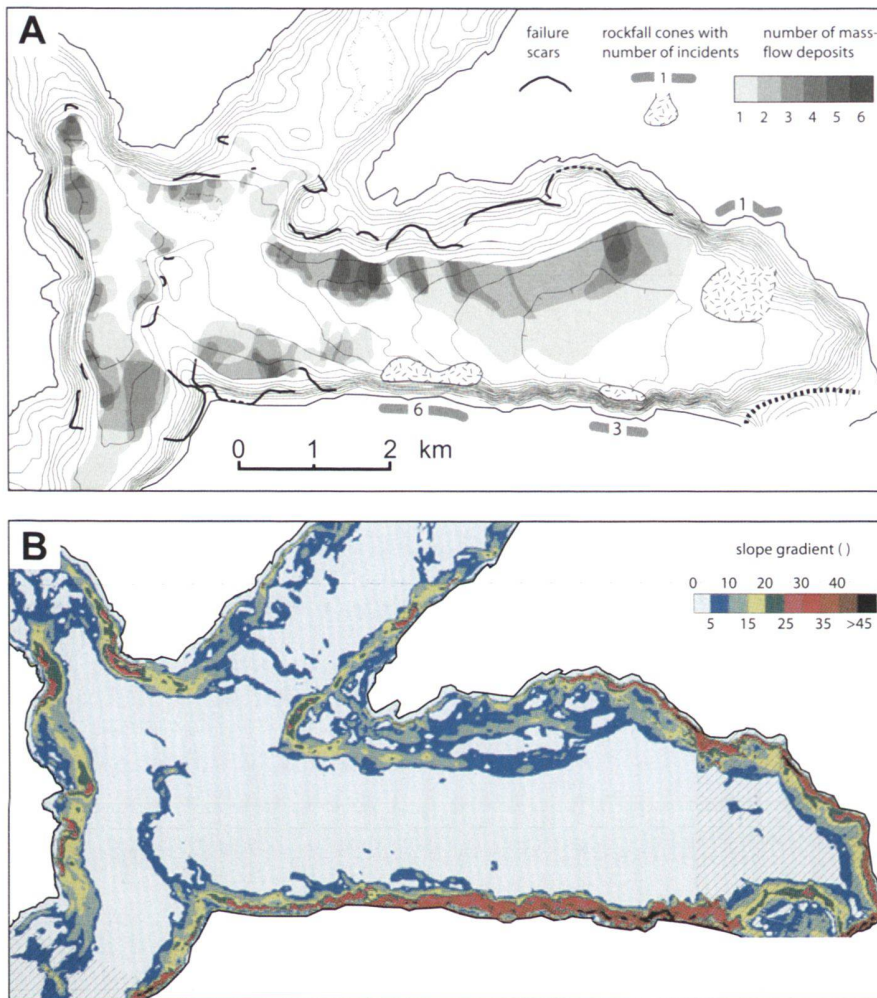 A
failure
scars
rockfall cones with
number of incidents
number of mass-
flow deposits
1
1 2 3 4 5 6
1
6
3
0 1 2 km
B
slope gradient ( )
0 10 20 30 40
5 15 25 35 >45